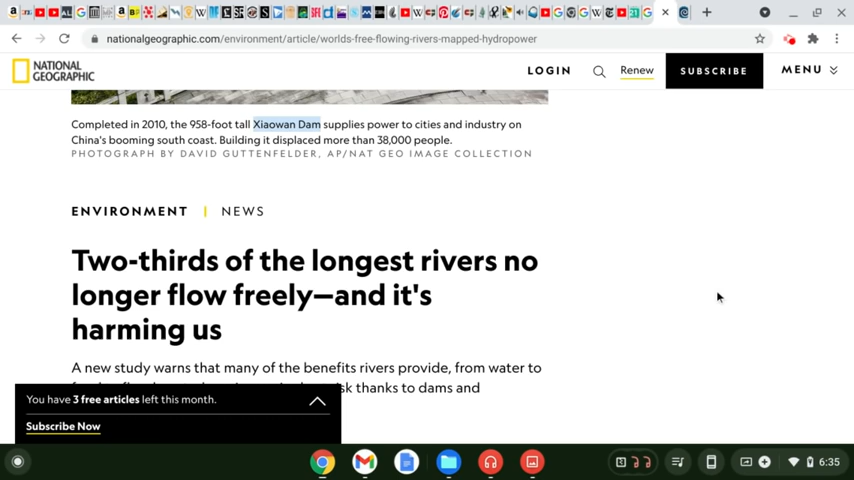 nationalgeographic.com/environment/article/worlds-free-flowing-rivers-mapped-hydropower
NATIONAL
GEOGRAPHIC
LOGIN
Renew
SUBSCRIBE
MENU
Completed in 2010, the 958-foot tall Xiaowan Dam supplies power to cities and industry on
China's booming south coast. Building it displaced more than 38,000 people.
PHOTOGRAPH BY DAVID GUTTENFELDER, AP/NAT GEO IMAGE COLLECTION
ENVIRONMENT | NEWS
Two-thirds of the longest rivers no
longer flow freely—and it's
harming us
A new study warns that many of the benefits rivers provide, from water to
thanks to dams and
You have 3 free articles left this month.
Subscribe Now
6:35